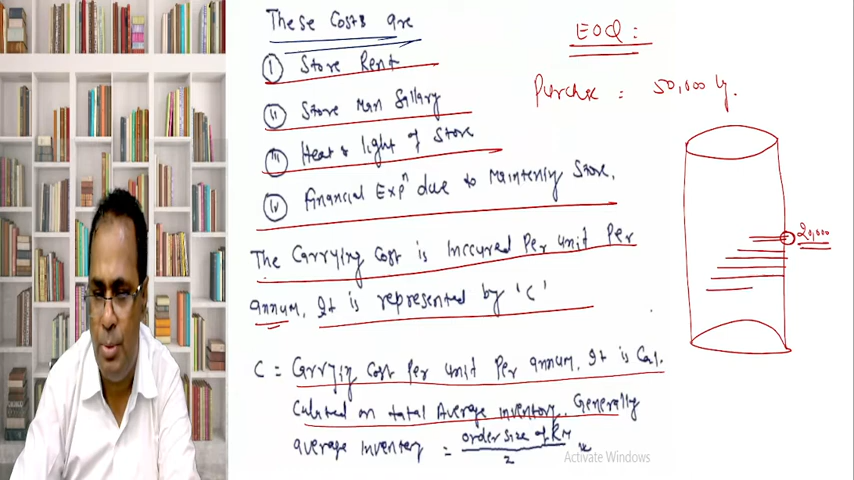 These Costs are
(I) Store Rent
(II) Store Man Sallary
(III) Heat & light of Store
(IV) Financial Expn due to Maintening Store.
The Carrying Cost is Inccured Per unit Per
annum. It is represented by 'C'
C = Carrying Cost Per Unit Per annum. It is Cal.
Culated on total Average Inventory. Generally
average Inventory = order size of RM
2
EOQ:
Purchase = 50,000
20,000
Activate Windows